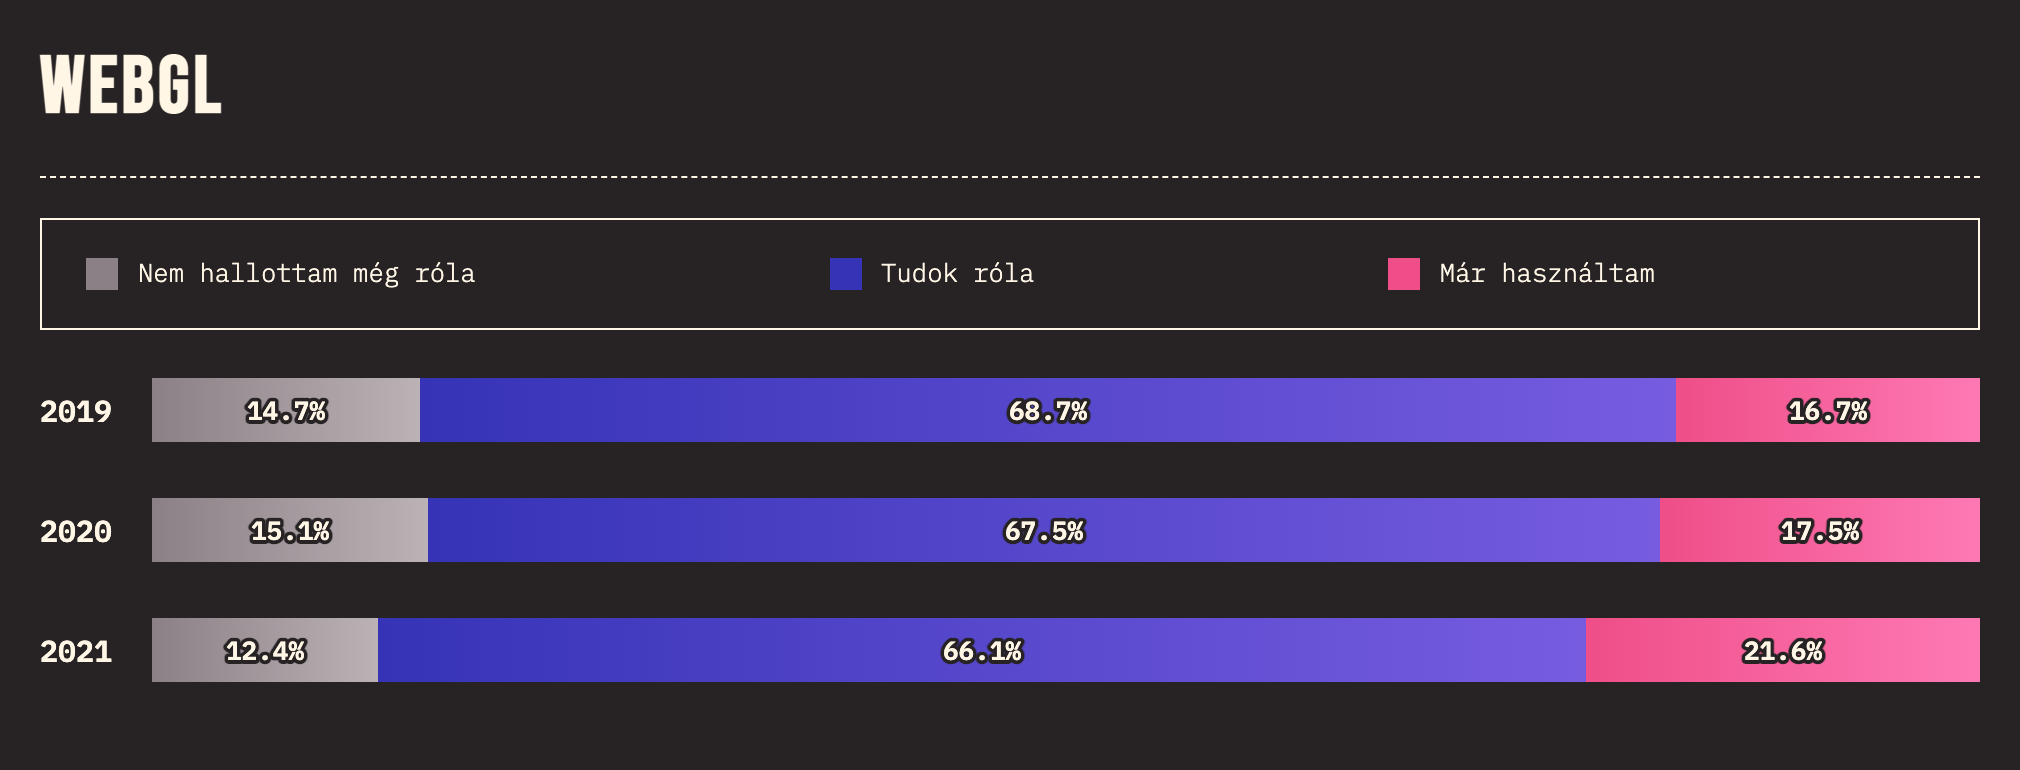 WEBGL
Nem hallottam még róla Tudok róla Már használtam
2019 14.7% 68.7% 16.7%
2020 15.1% 67.5% 17.5%
2021 12.4% 66.1% 21.6%